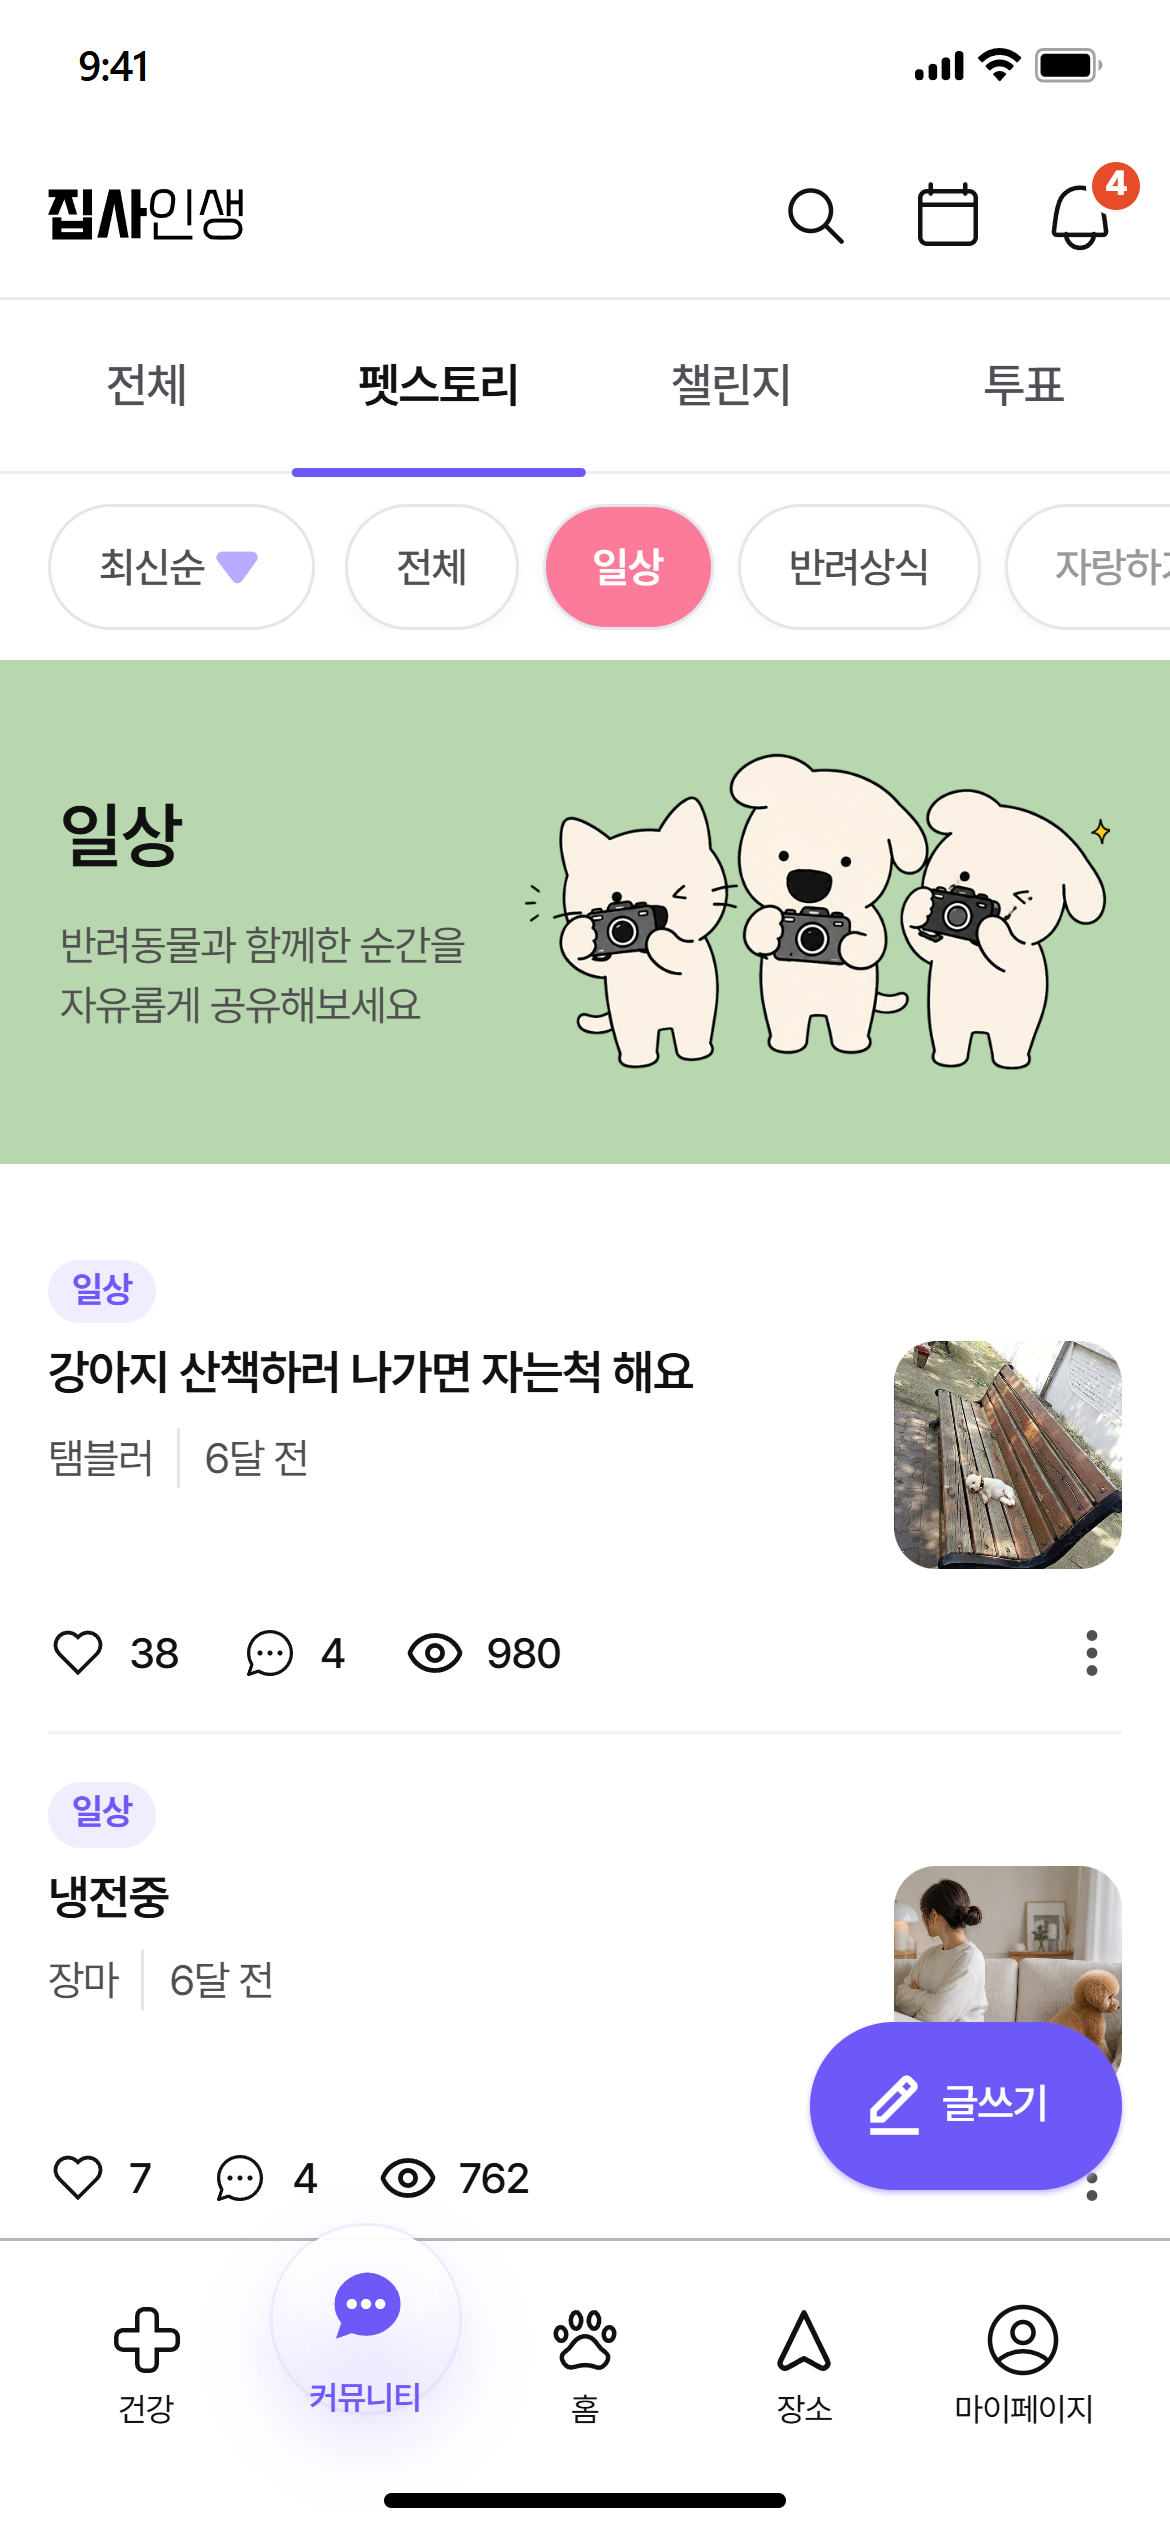 9:41
집사인생
4
전체 펫스토리 챌린지 투표
최신순 전체 일상 반려상식 자랑하
일상
반려동물과 함께한 순간을
자유롭게 공유해보세요
일상
강아지 산책하러 나가면 자는척 해요
탬블러 6달 전
38 4 980
일상
냉전중
장마 6달 전
글쓰기
7 4 762
건강 커뮤니티 홈 장소 마이페이지